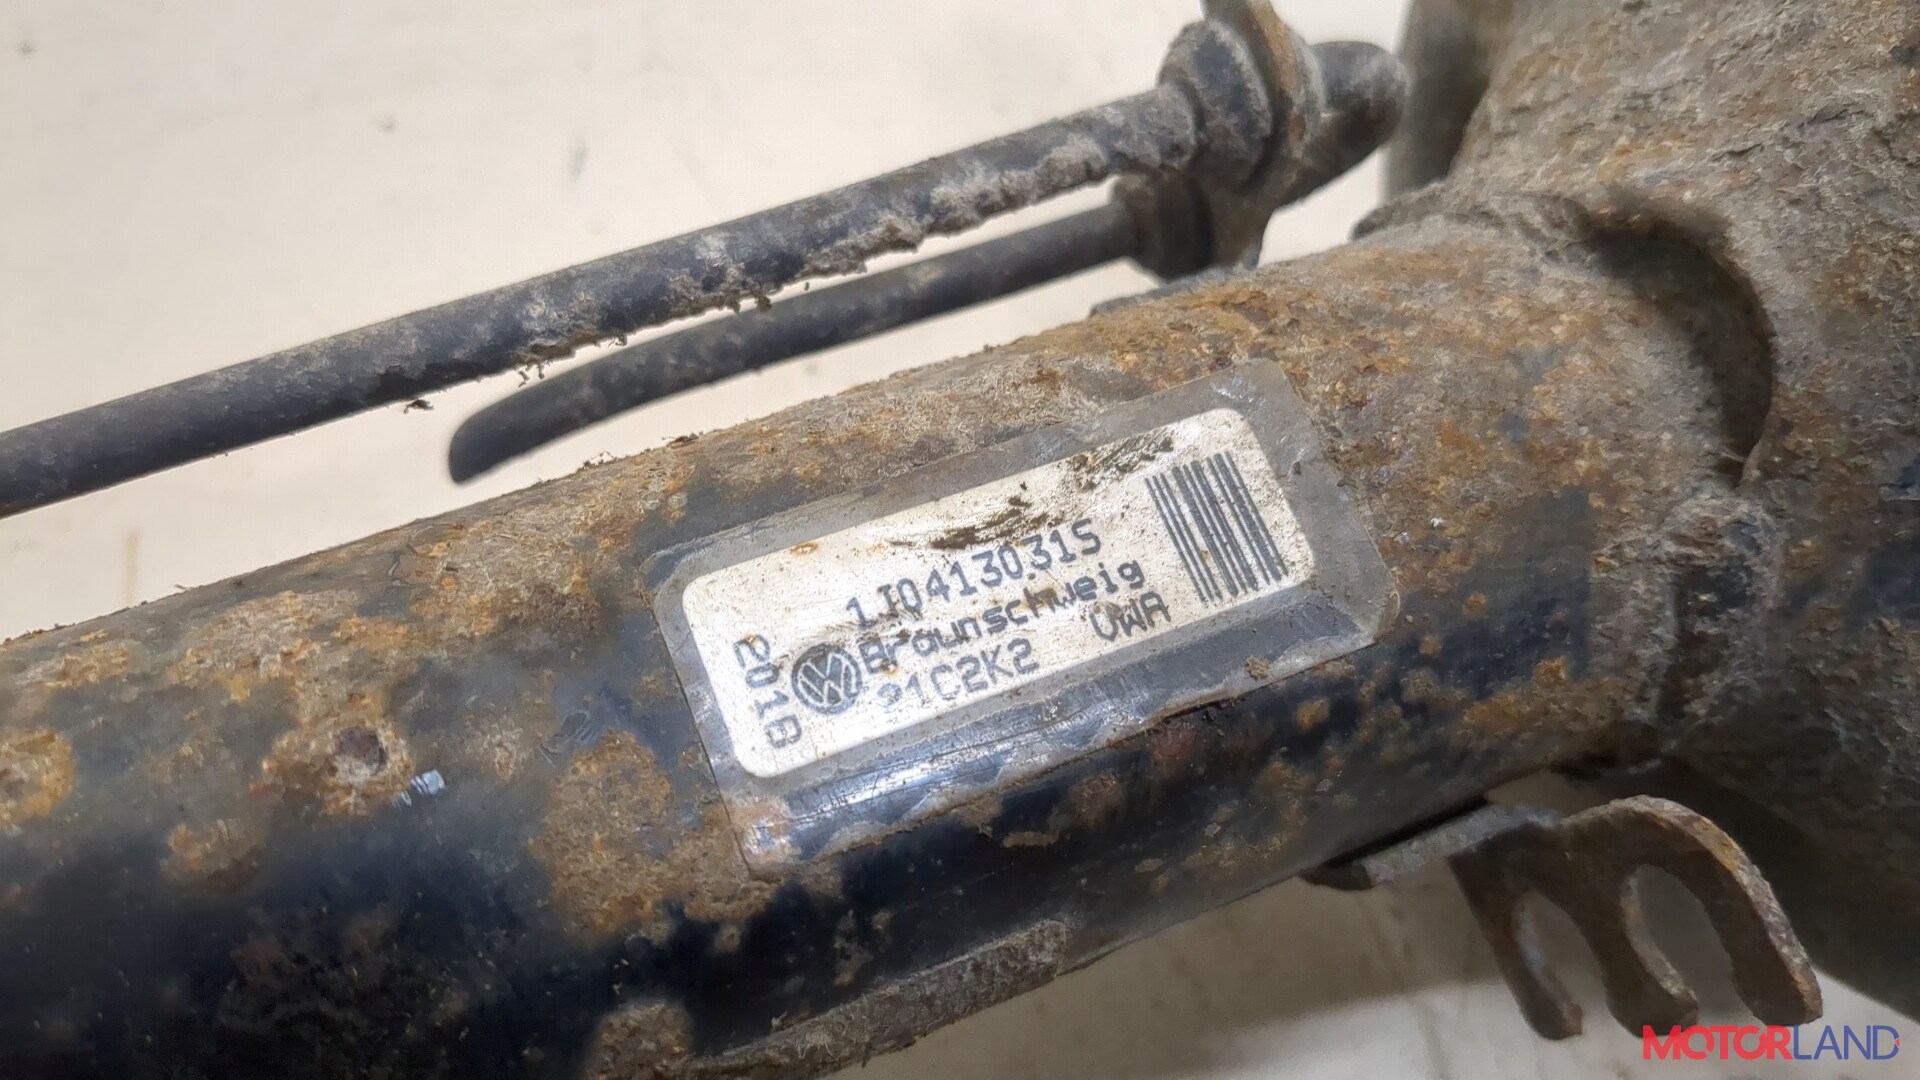 1J0413031S
Braunschweig
91C2K2 VWA
2018
MOTORLAND